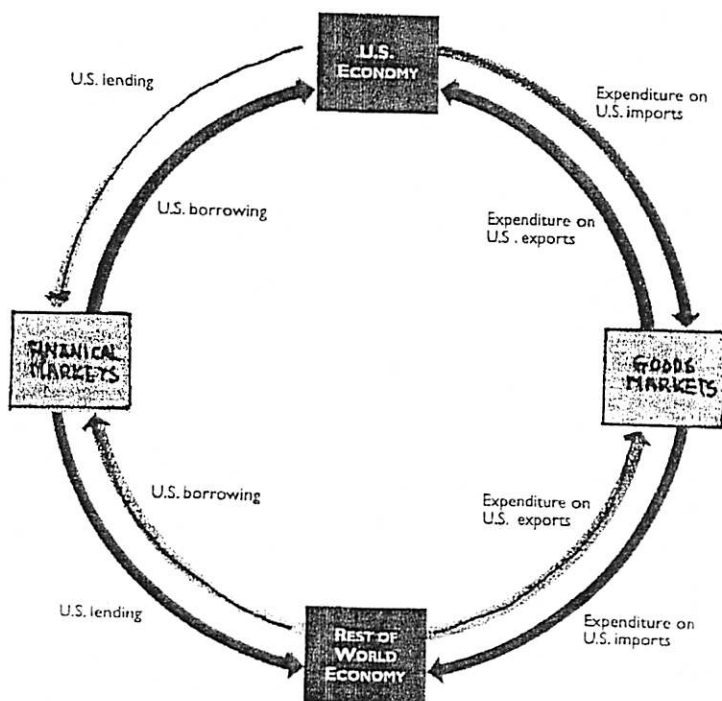 U.S.
ECONOMY
U.S. lending
Expenditure on
U.S. imports
U.S. borrowing
Expenditure on
U.S. exports
FINANICAL
MARKETS
GOODS
MARKETS
U.S. borrowing
Expenditure on
U.S. exports
U.S. lending
REST OF
WORLD
ECONOMY
Expenditure on
U.S. imports